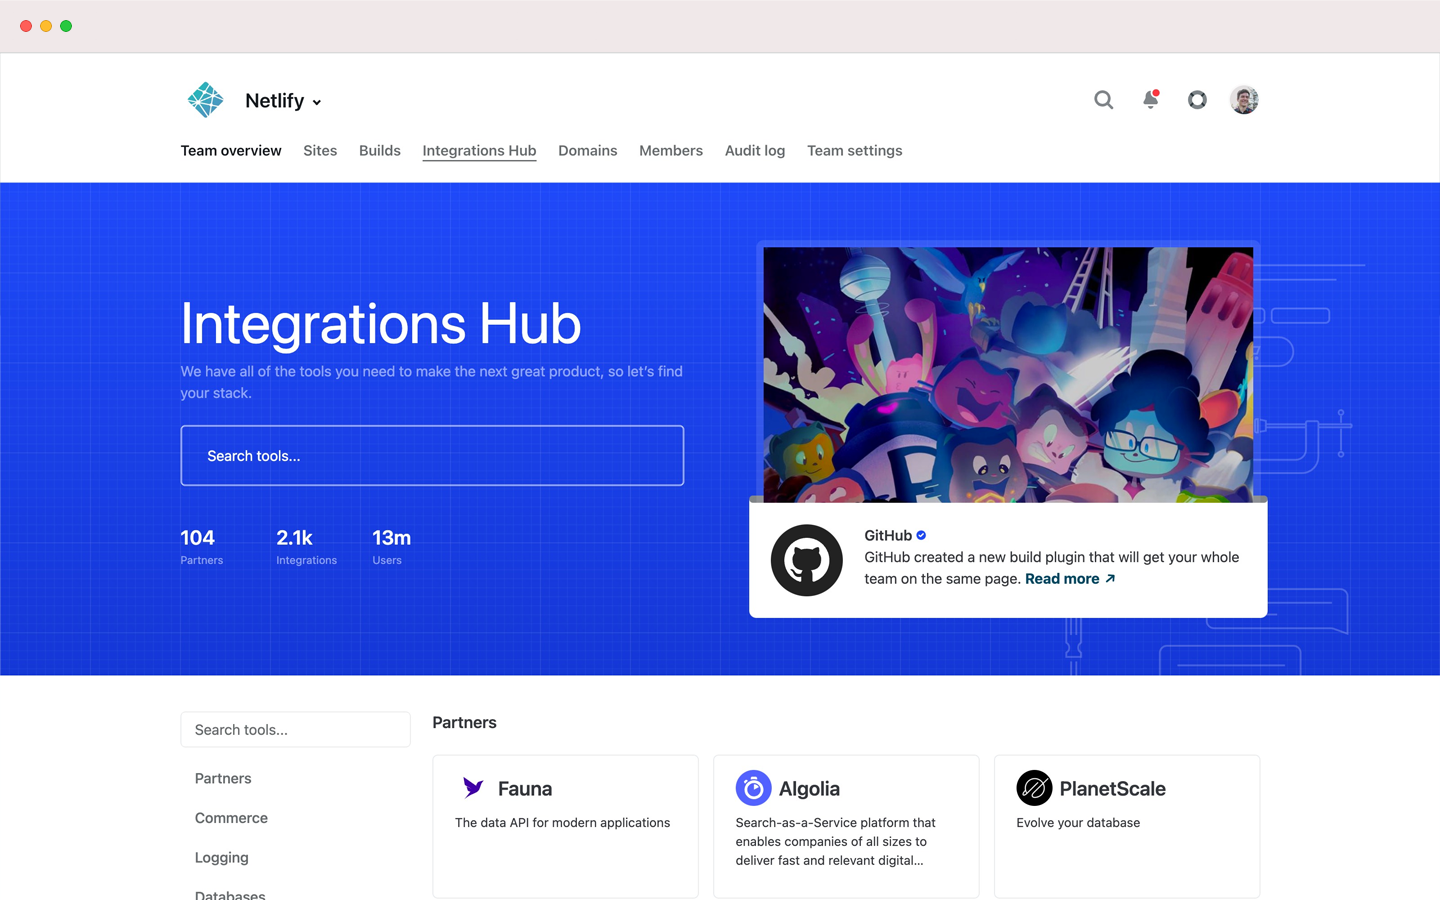 Netlify
Team overview Sites Builds Integrations Hub Domains Members Audit log Team settings
Integrations Hub
We have all of the tools you need to make the next great product, so let's find
your stack.
Search tools...
104 2.1k 13m
Partners Integrations Users
GitHub
GitHub created a new build plugin that will get your whole
team on the same page. Read more ↗
Search tools...
Partners
Commerce
Logging
Databases
Partners
Fauna
The data API for modern applications
Algolia
Search-as-a-Service platform that
enables companies of all sizes to
deliver fast and relevant digital...
PlanetScale
Evolve your database